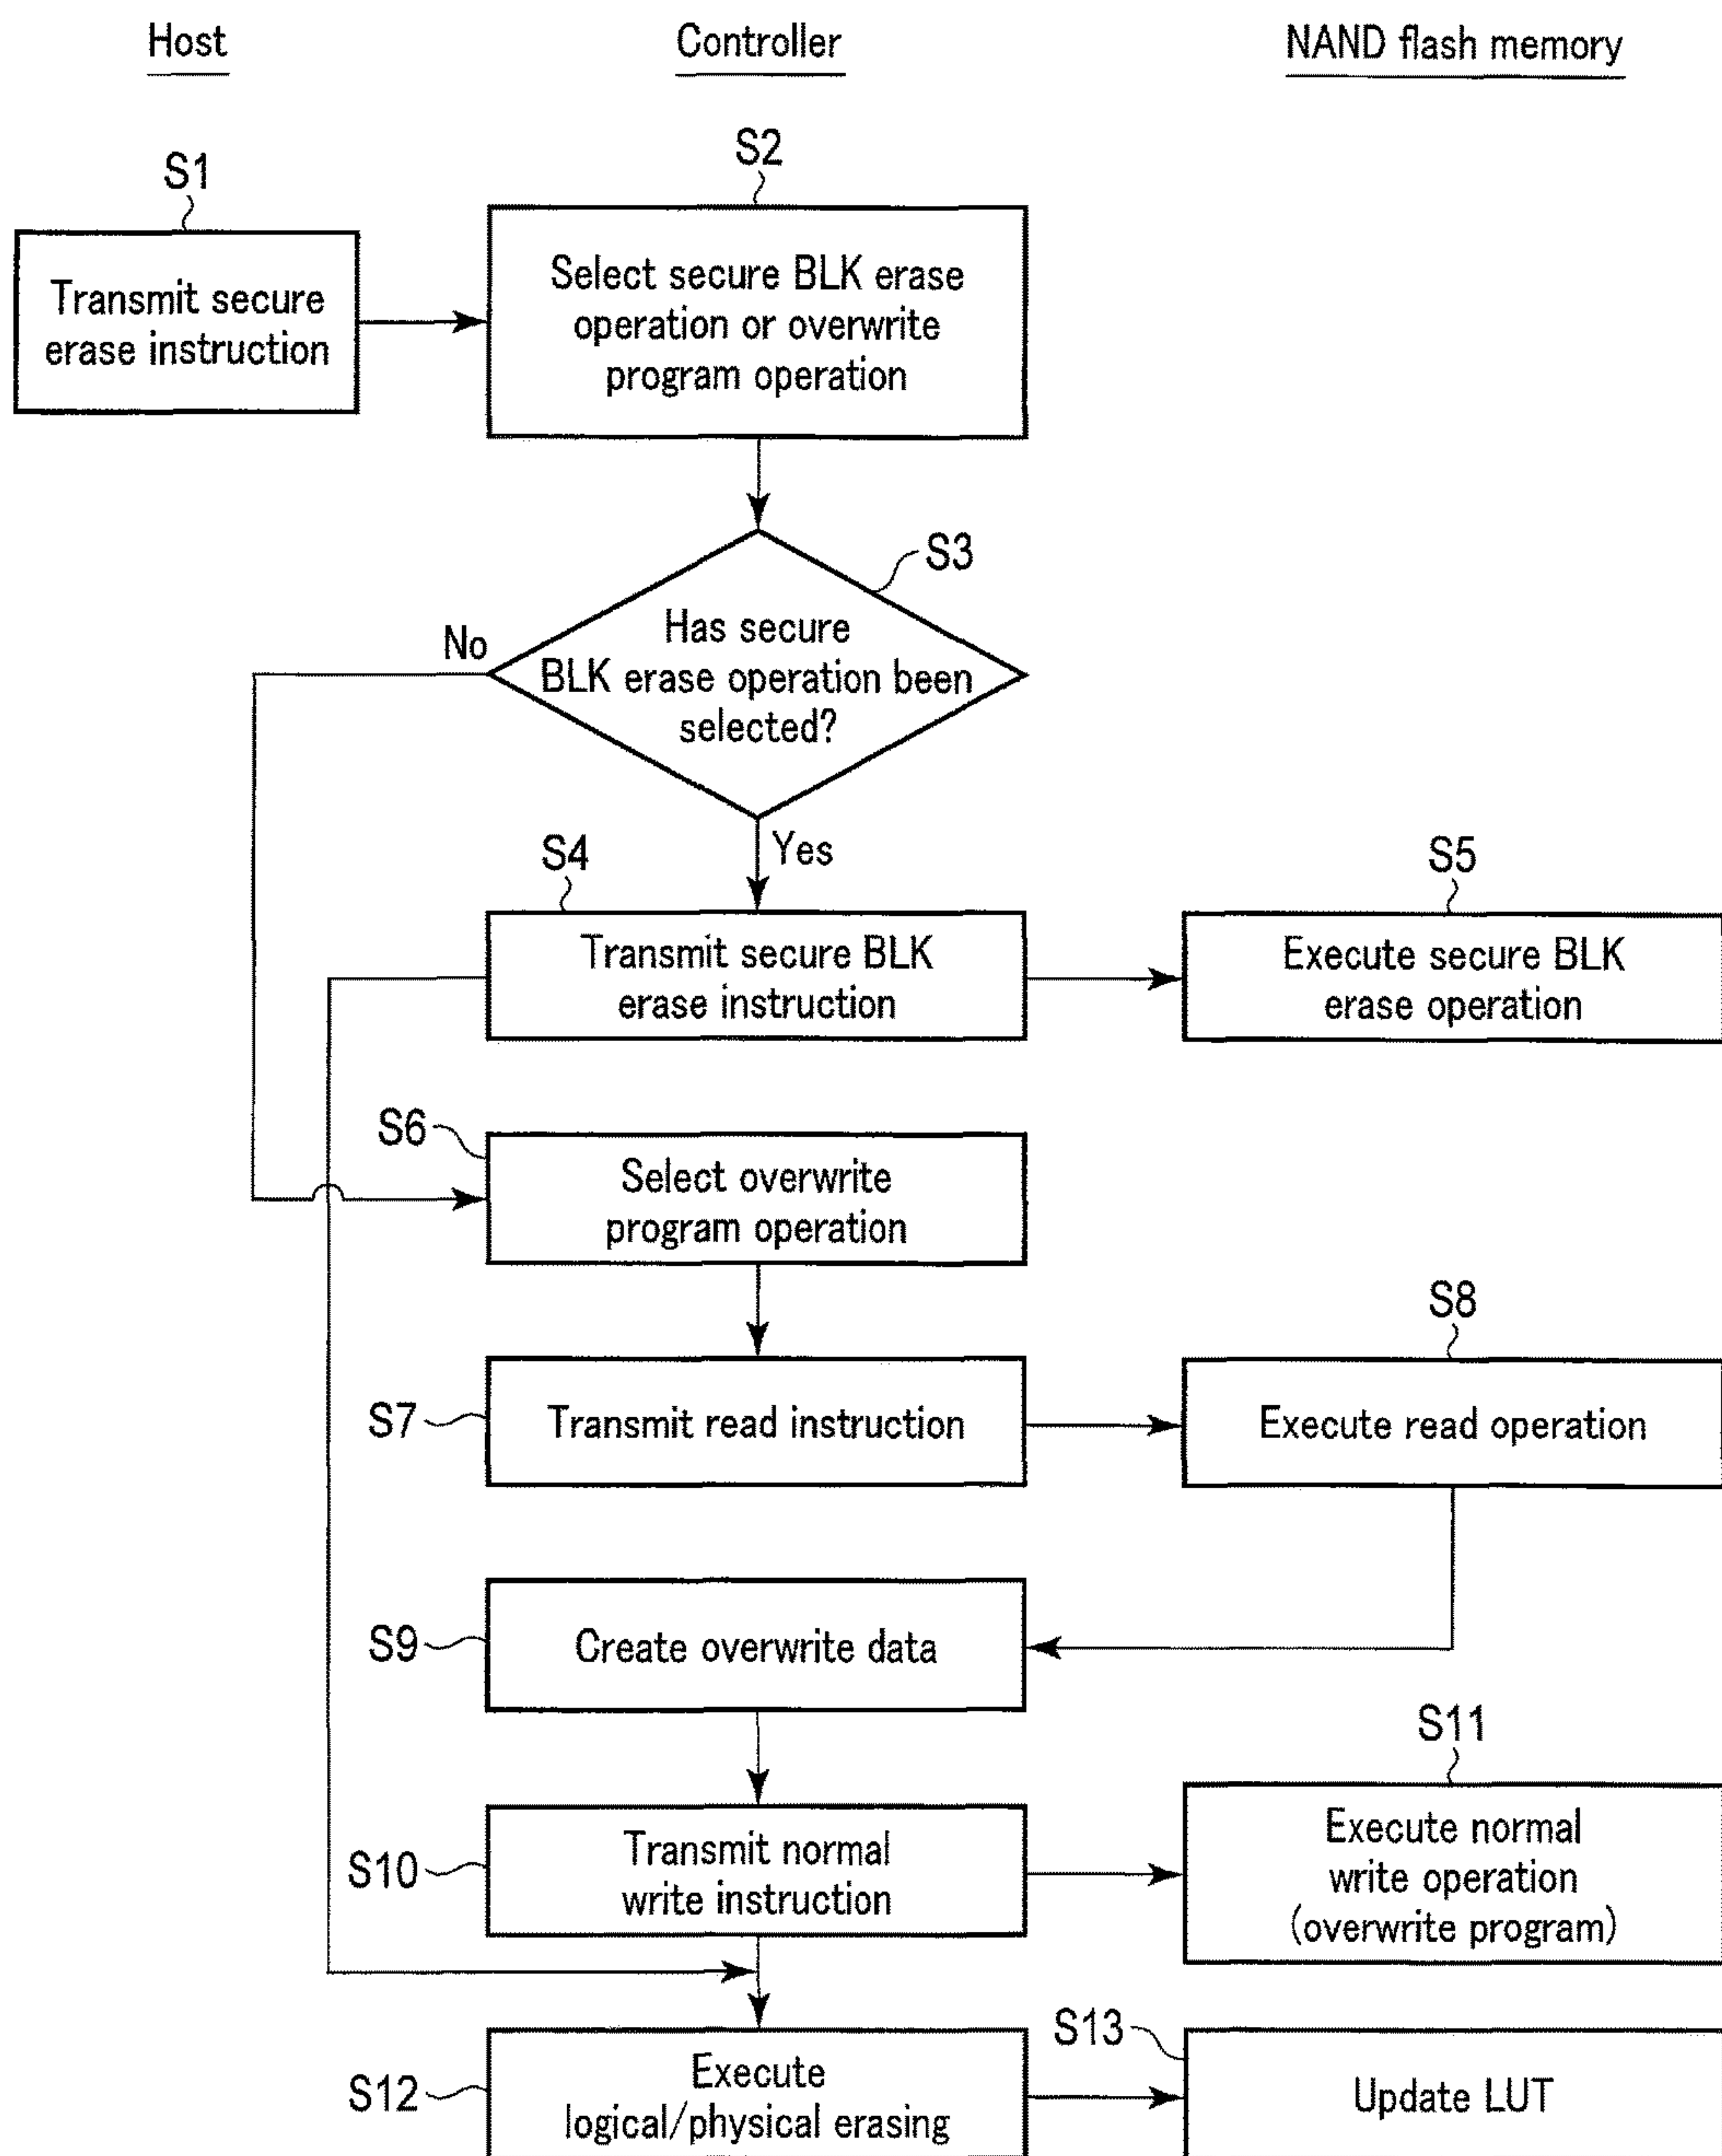 Host
Controller
NAND flash memory
S1
S2
Transmit secure
erase instruction
Select secure BLK erase
operation or overwrite
program operation
S3
Has secure
BLK erase operation been
selected?
No
Yes
S4
S5
Transmit secure BLK
erase instruction
Execute secure BLK
erase operation
S6
Select overwrite
program operation
S8
S7
Transmit read instruction
Execute read operation
S9
Create overwrite data
S11
S10
Transmit normal
write instruction
Execute normal
write operation
(overwrite program)
S13
S12
Execute
logical/physical erasing
Update LUT